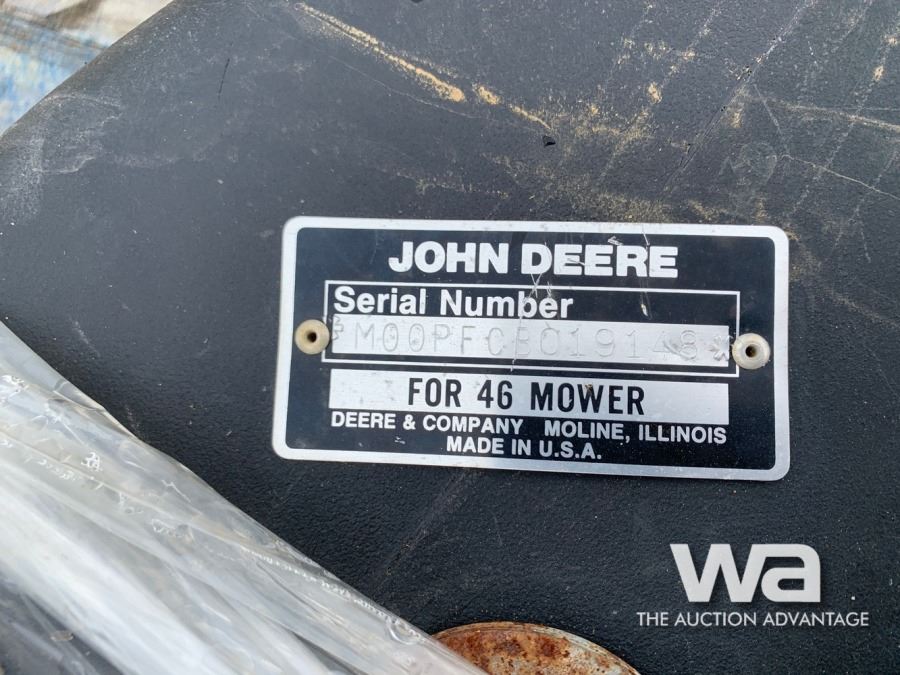 JOHN DEERE
Serial Number
*M00PFCB019148*
FOR 46 MOWER
DEERE & COMPANY MOLINE, ILLINOIS
MADE IN U.S.A.
wa
THE AUCTION ADVANTAGE